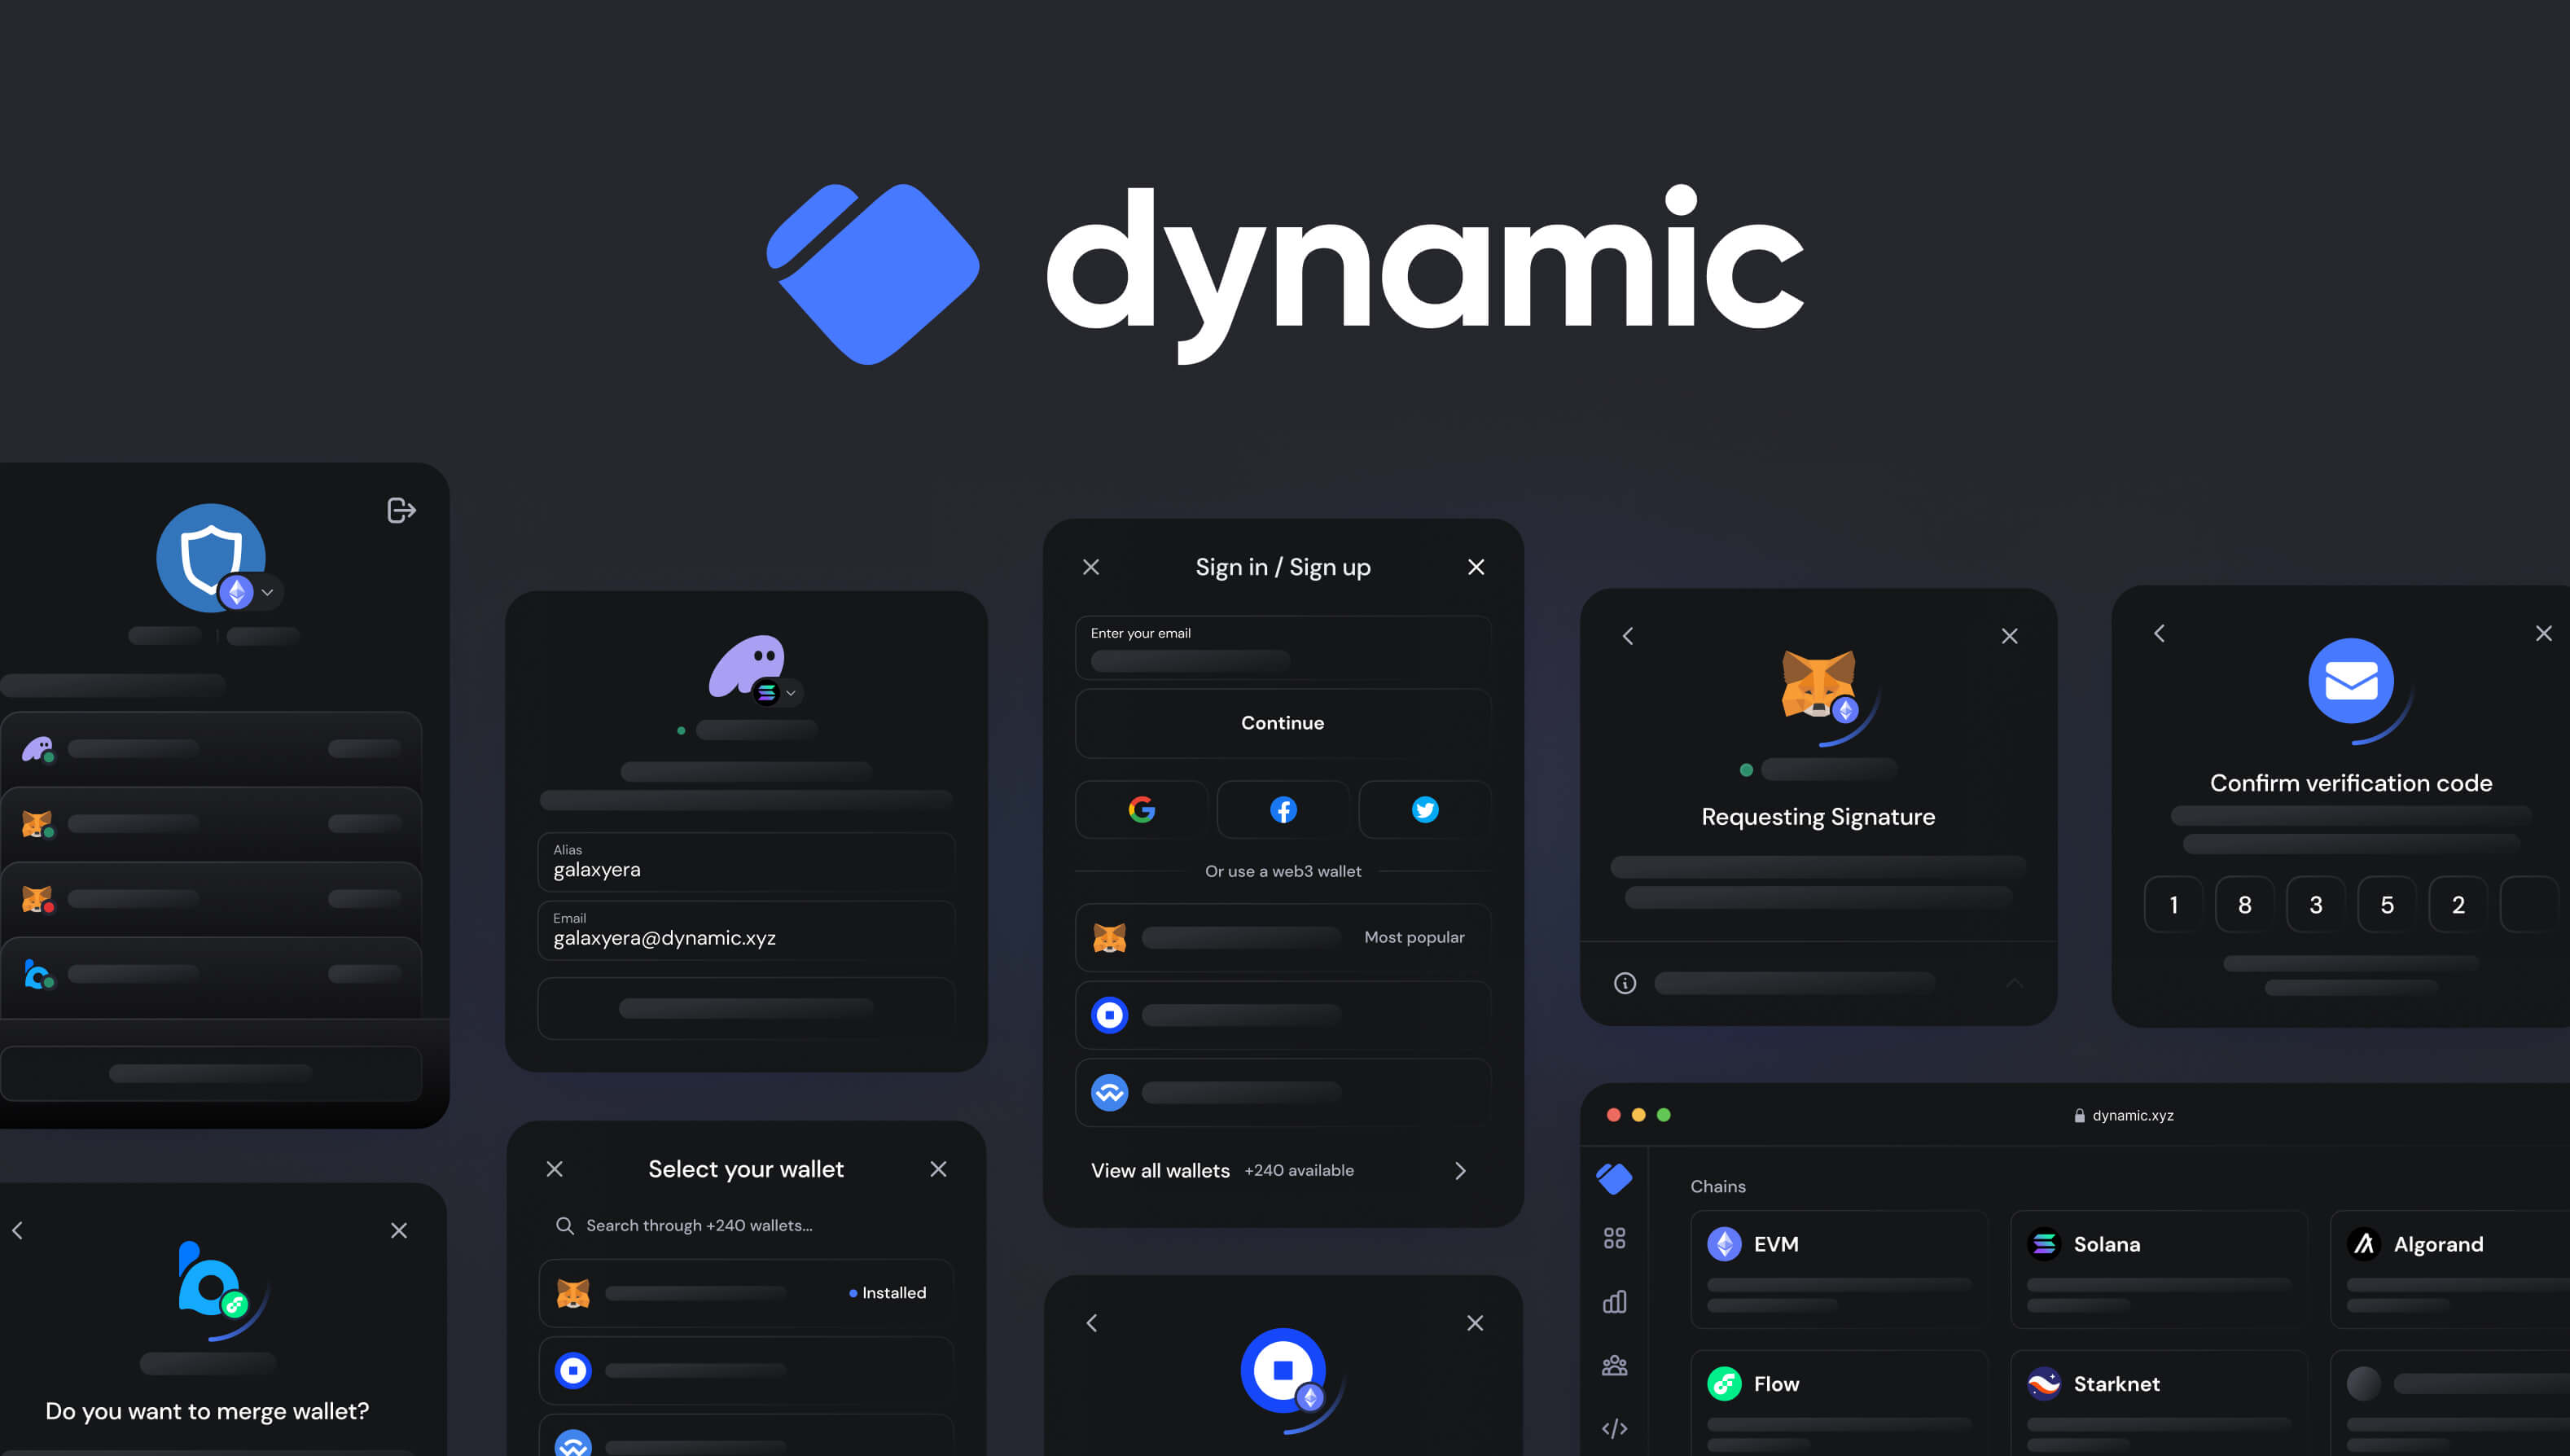 dynamic
Alias
galaxyera
Email
galaxyera@dynamic.xyz
Select your wallet
Search through +240 wallets...
Installed
Do you want to merge wallet?
Sign in / Sign up
Enter your email
Continue
Or use a web3 wallet
Most popular
View all wallets +240 available
Requesting Signature
Confirm verification code
1 8 3 5 2
dynamic.xyz
Chains
EVM
Solana
Algorand
Flow
Starknet